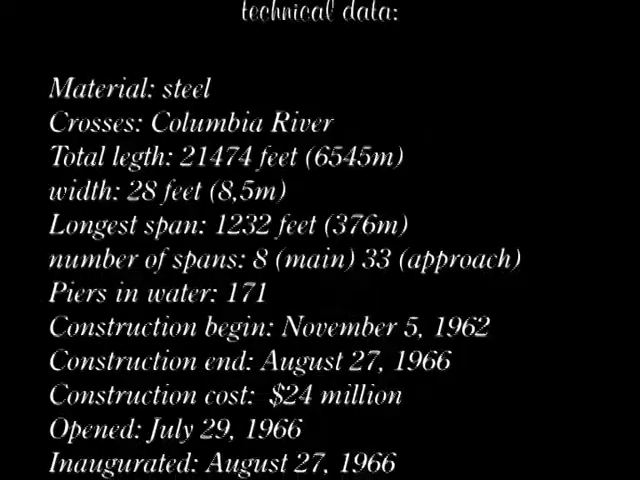 technical data:
Material: steel
Crosses: Columbia River
Total legth: 21474 feet (6545m)
width: 28 feet (8,5m)
Longest span: 1232 feet (376m)
number of spans: 8 (main) 33 (approach)
Piers in water: 171
Construction begin: November 5, 1962
Construction end: August 27, 1966
Construction cost:  $24 million
Opened: July 29, 1966
Inaugurated: August 27, 1966